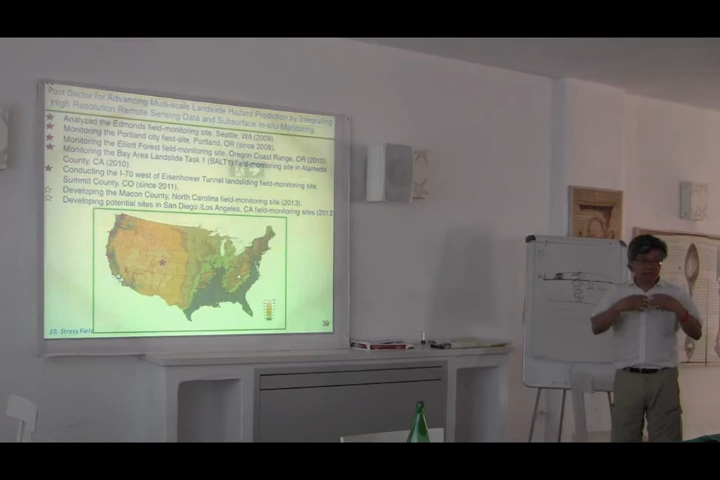 Post Doctor for Advancing Multi-scale Landslide Hazard Prediction by Integrating
High Resolution Remote Sensing Data and Subsurface In-situ Monitoring
Analyzed the Edmonds field-monitoring site, Seattle, WA (2009).
Monitoring the Portland city field-site, Portland, OR (since 2008).
Monitoring the Elliott Forest field-monitoring site, Oregon Coast Range, OR (2010).
Monitoring the Bay Area Landslide Task 1 (BALT1) field-monitoring site in Alameda
County, CA (2010).
Conducting the I-70 west of Eisenhower Tunnel landsliding field-monitoring site,
Summit County, CO (since 2011).
Developing the Macon County, North Carolina field-monitoring site (2013).
Developing potential sites in San Diego /Los Angeles, CA field-monitoring sites (2013
10. Stress Field
39